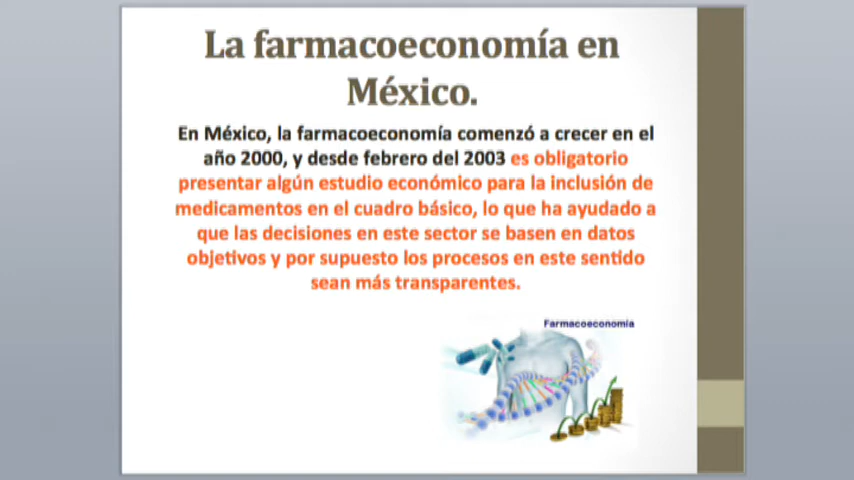 La farmacoeconomía en
México.
En México, la farmacoeconomía comenzó a crecer en el
año 2000, y desde febrero del 2003 es obligatorio
presentar algún estudio económico para la inclusión de
medicamentos en el cuadro básico, lo que ha ayudado a
que las decisiones en este sector se basen en datos
objetivos y por supuesto los procesos en este sentido
sean más transparentes.
Farmacoeconomía